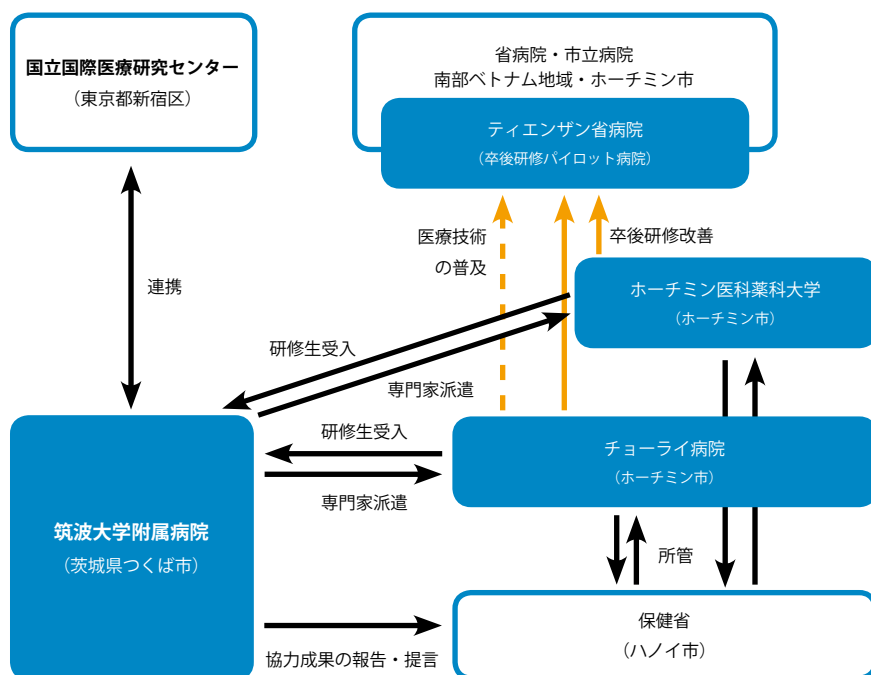 国立国際医療研究センター
（東京都新宿区）
省病院・市立病院
南部ベトナム地域・ホーチミン市
ティエンザン省病院
（卒後研修パイロット病院）
医療技術
の普及
卒後研修改善
連携
ホーチミン医科薬科大学
（ホーチミン市）
研修生受入
専門家派遣
研修生受入
専門家派遣
チョーライ病院
（ホーチミン市）
筑波大学附属病院
（茨城県つくば市）
所管
協力成果の報告・提言
保健省
（ハノイ市）